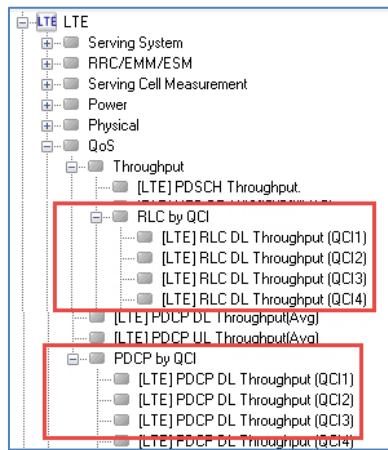 LTE LTE
Serving System
RRC/EMM/ESM
Serving Cell Measurement
Power
Physical
QoS
Throughput
[LTE] PDSCH Throughput.
RLC by QCI
[LTE] RLC DL Throughput (QCI1)
[LTE] RLC DL Throughput (QCI2)
[LTE] RLC DL Throughput (QCI3)
[LTE] RLC DL Throughput (QCI4)
[LTE] PDCP DL Throughput(Avg)
[LTE] PDCP UL Throughput(Avg)
PDCP by QCI
[LTE] PDCP DL Throughput (QCI1)
[LTE] PDCP DL Throughput (QCI2)
[LTE] PDCP DL Throughput (QCI3)
[LTE] PDCP DL Throughput (QCI4)